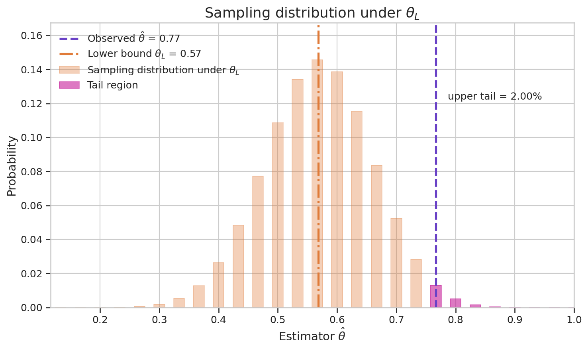 Sampling distribution under θ_L
Observed θ̂ = 0.77
Lower bound θ_L = 0.57
Sampling distribution under θ_L
Tail region
upper tail = 2.00%
Probability
0.16
0.14
0.12
0.10
0.08
0.06
0.04
0.02
0.00
0.2 0.3 0.4 0.5 0.6 0.7 0.8 0.9 1.0
Estimator θ̂